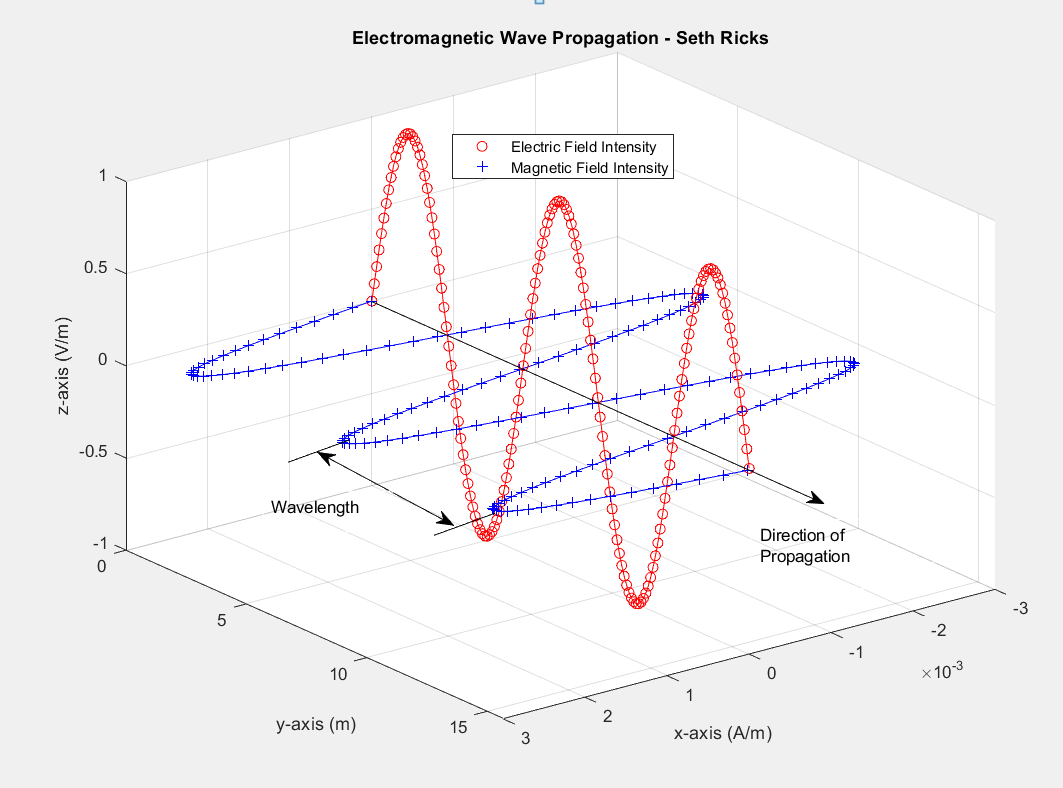 Electromagnetic Wave Propagation - Seth Ricks
Electric Field Intensity
Magnetic Field Intensity
1
0.5
0
-0.5
-1
z-axis (V/m)
Wavelength
Direction of
Propagation
0
5
10
15
y-axis (m)
3
2
1
0
-1
-2
-3
×10⁻³
x-axis (A/m)